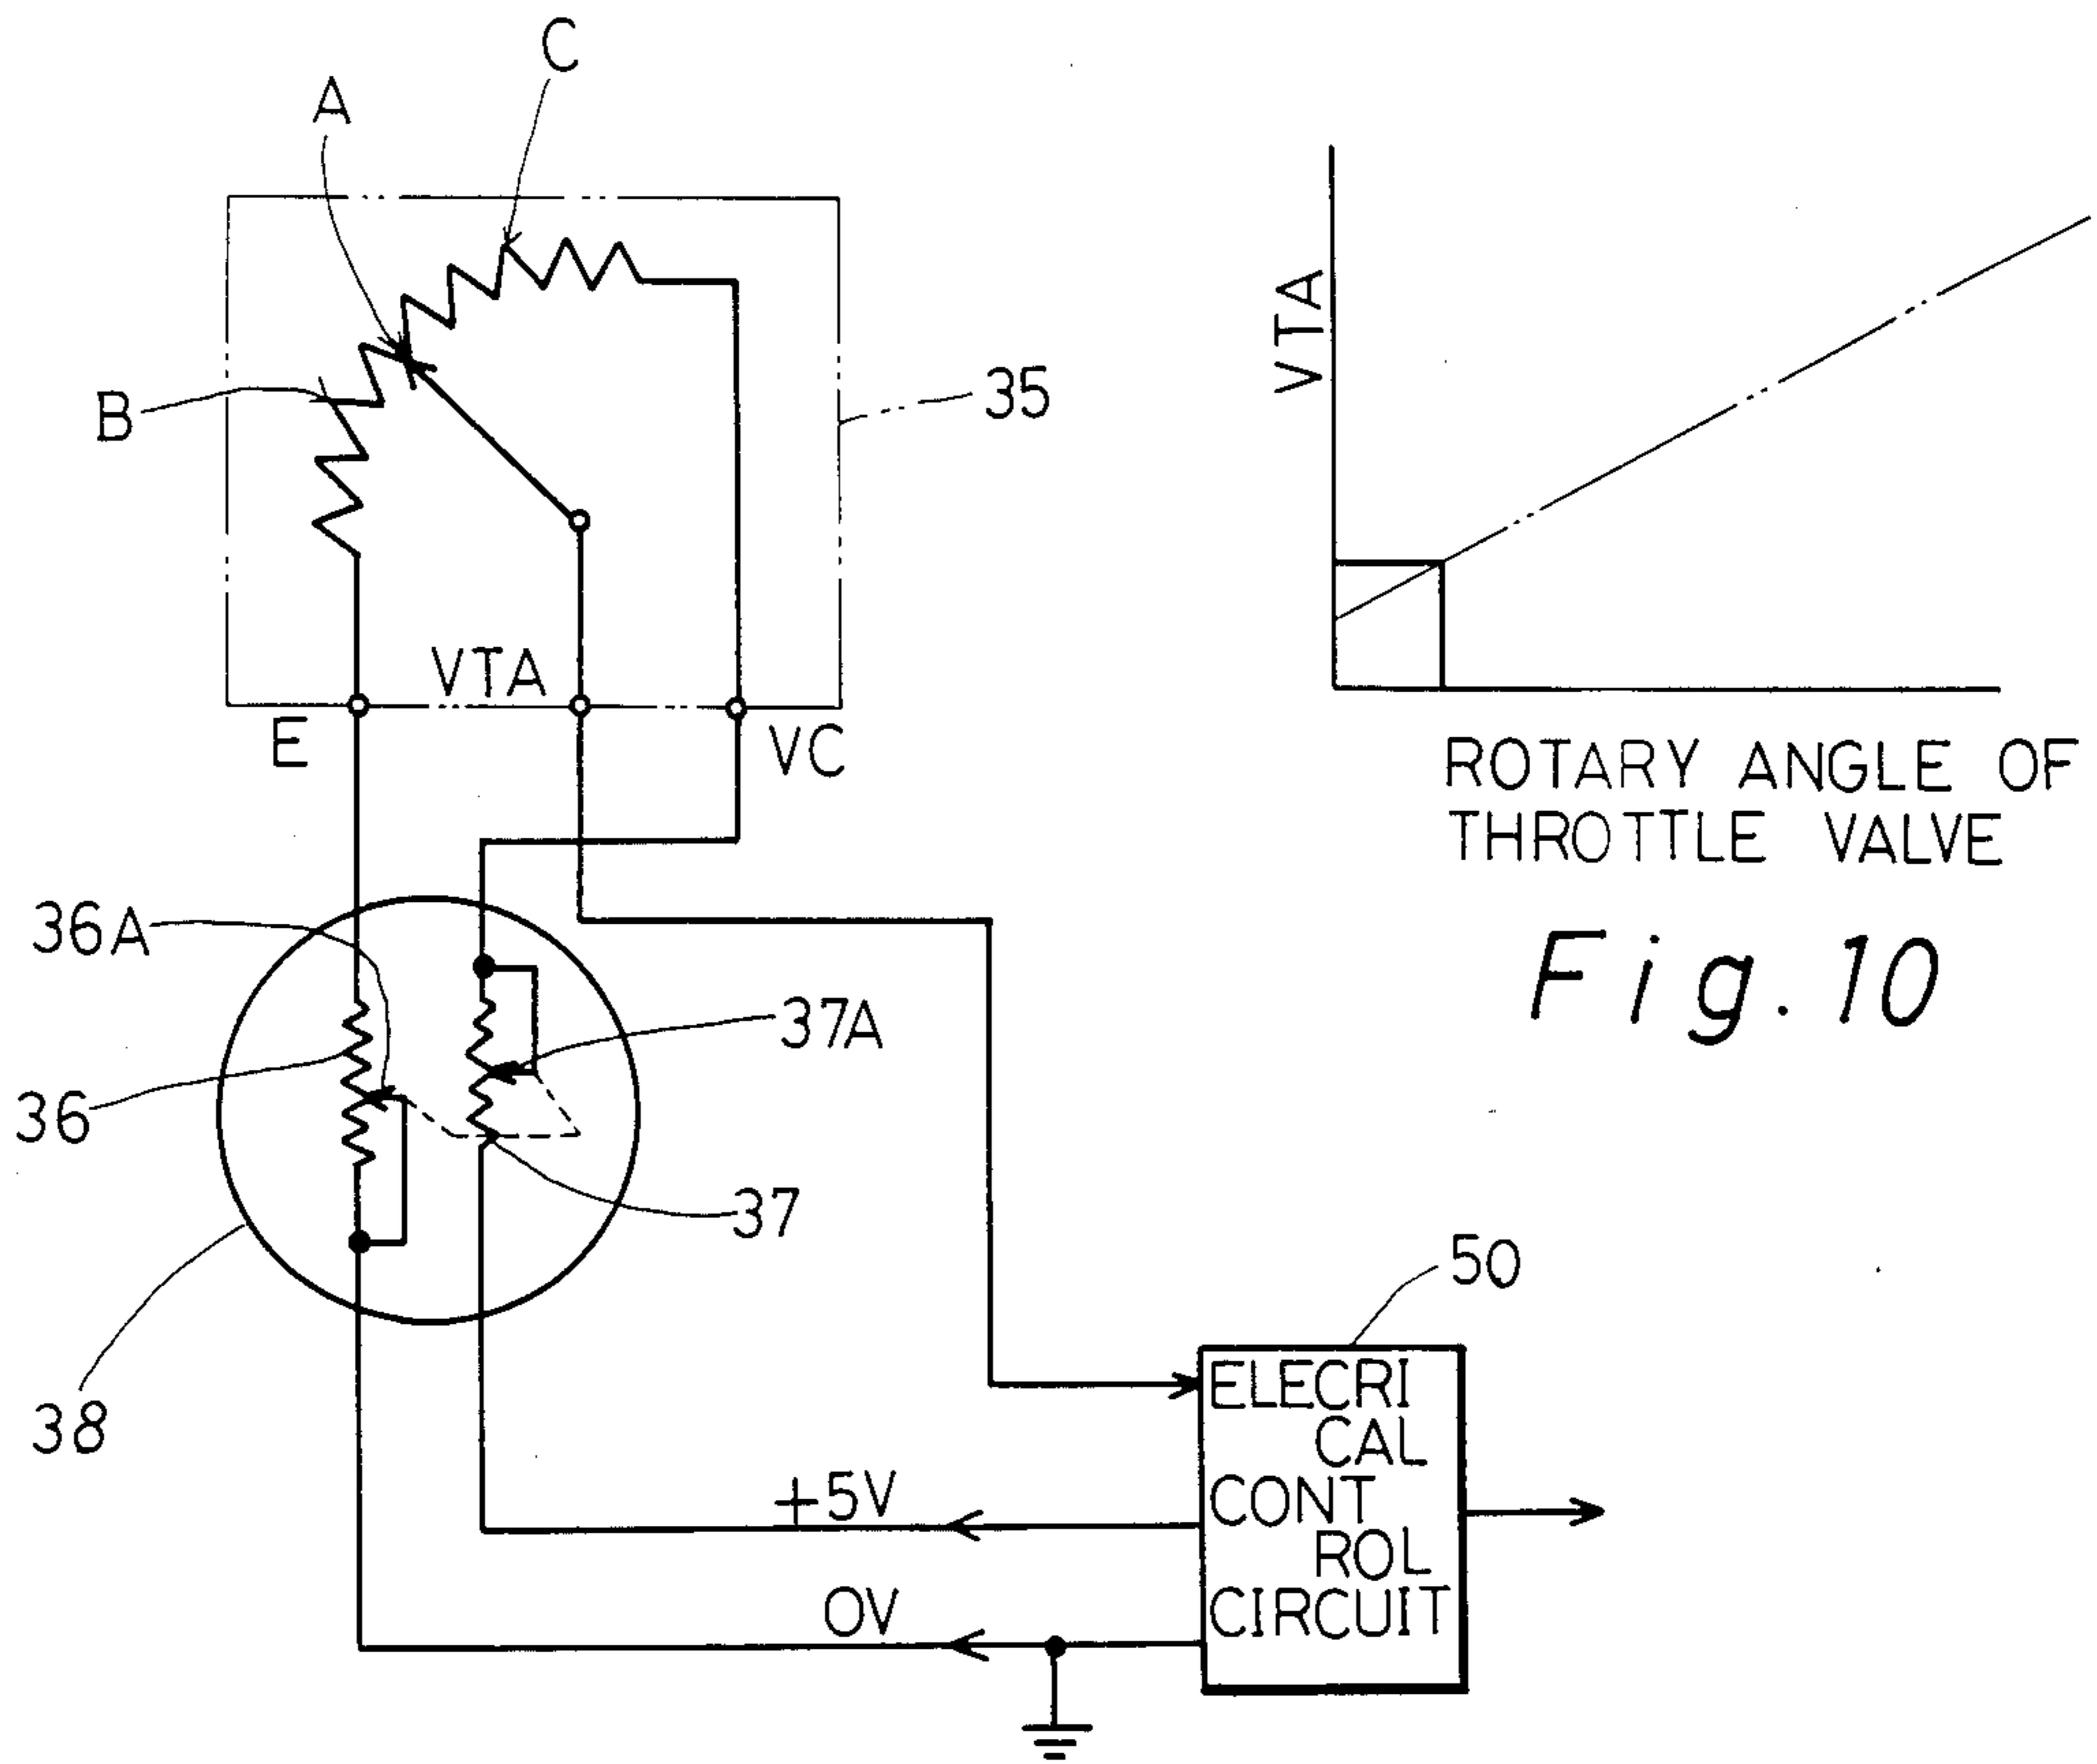 C
A
B
35
VTA
E
VC
VTA
ROTARY ANGLE OF
THROTTLE VALVE
Fig.10
36A
37A
36
37
38
50
ELECRI
CAL
CONT
ROL
CIRCUIT
+5V
0V